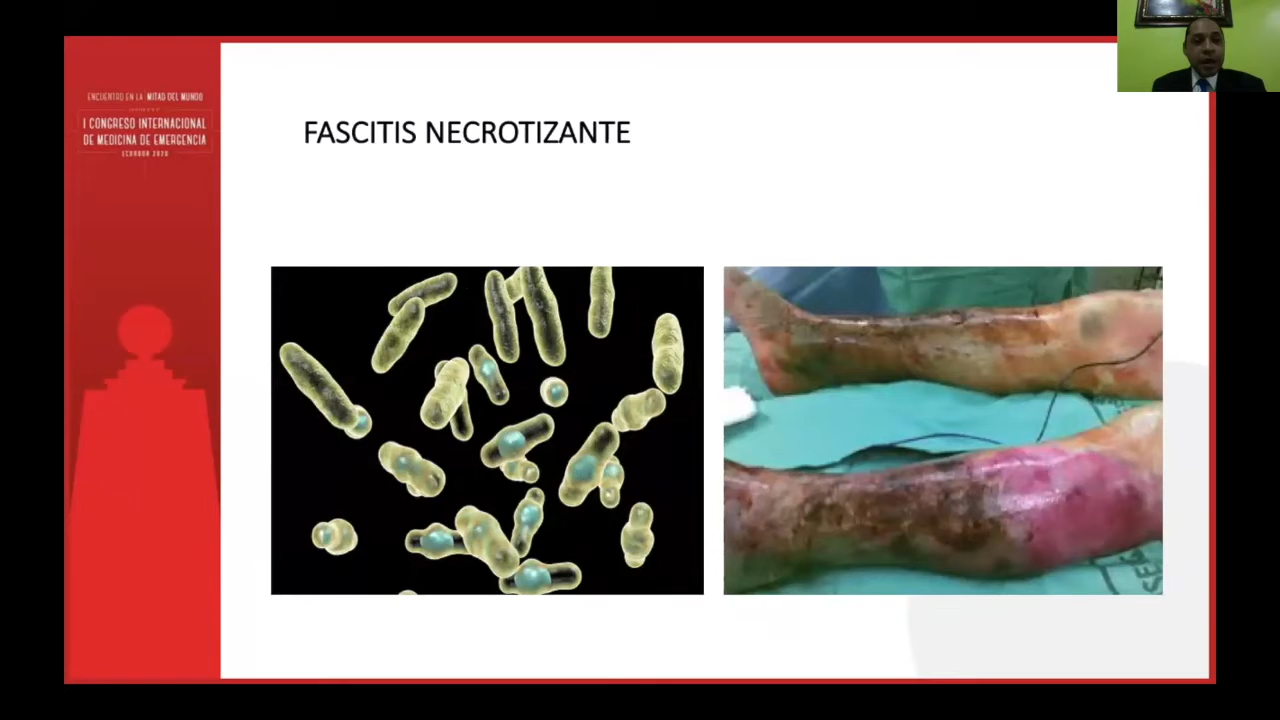 ENCUENTRO EN LA MITAD DEL MUNDO
I CONGRESO INTERNACIONAL
DE MEDICINA DE EMERGENCIA
ECUADOR 2020
FASCITIS NECROTIZANTE